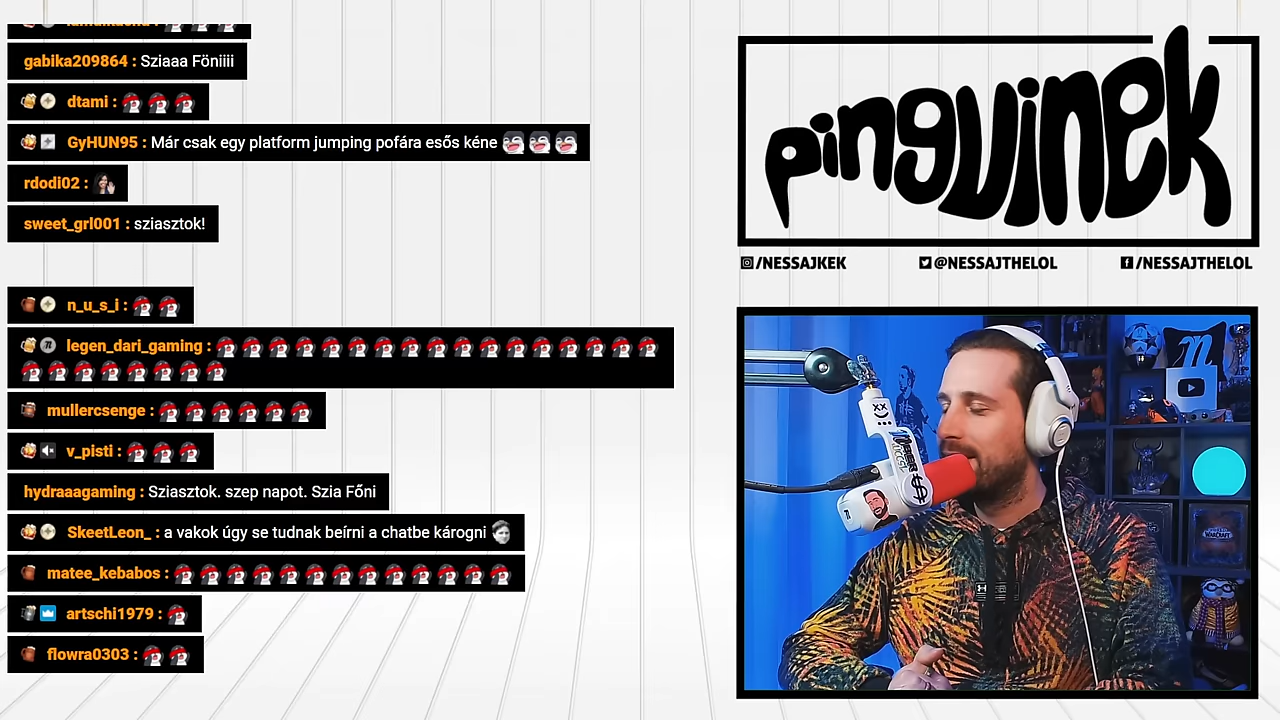 gabika209864 : Sziaaa Föniiii
dtami :
GyHUN95 : Már csak egy platform jumping pofára esős kéne
rdodi02 :
sweet_grl001 : sziasztok!
n_u_s_i :
legen_dari_gaming :
mullercsenge :
v_pisti :
hydraaagaming : Sziasztok. szep napot. Szia Főni
SkeetLeon_ : a vakok úgy se tudnak beírni a chatbe károgni
matee_kebabos :
artschi1979 :
flowra0303 :
pingvinek
/NESSAJKEK
@NESSAJTHELOL
/NESSAJTHELOL